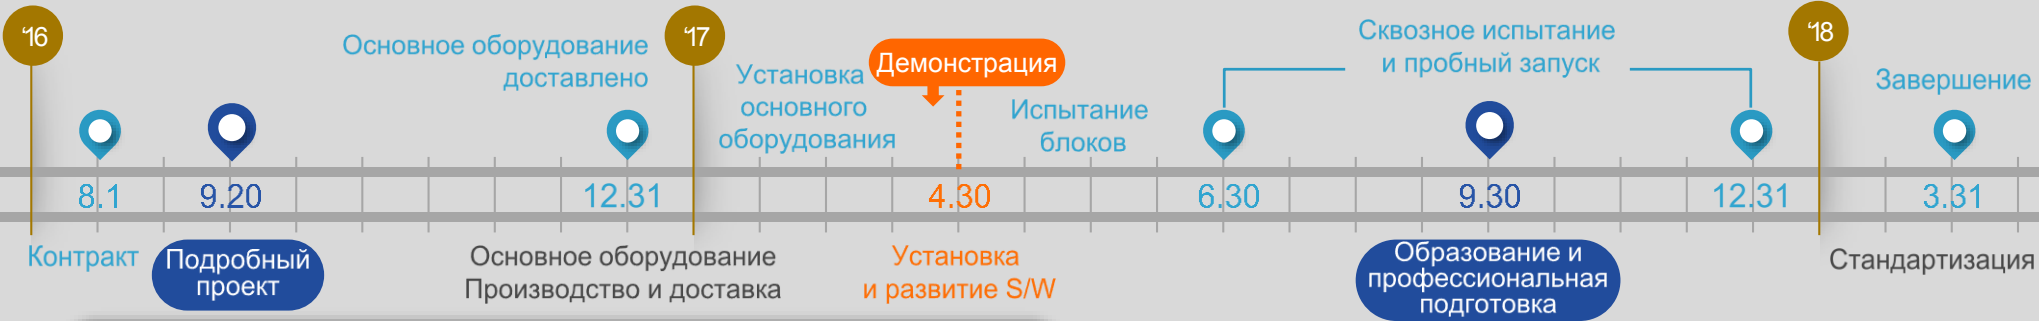 ‘16
Основное оборудование
доставлено
‘17
Установка
основного
оборудования
Демонстрация
Испытание
блоков
Сквозное испытание
и пробный запуск
‘18
Завершение
8.1
9.20
12.31
4.30
6.30
9.30
12.31
3.31
Контракт
Подробный
проект
Основное оборудование
Производство и доставка
Установка
и развитие S/W
Образование и
профессиональная
подготовка
Стандартизация